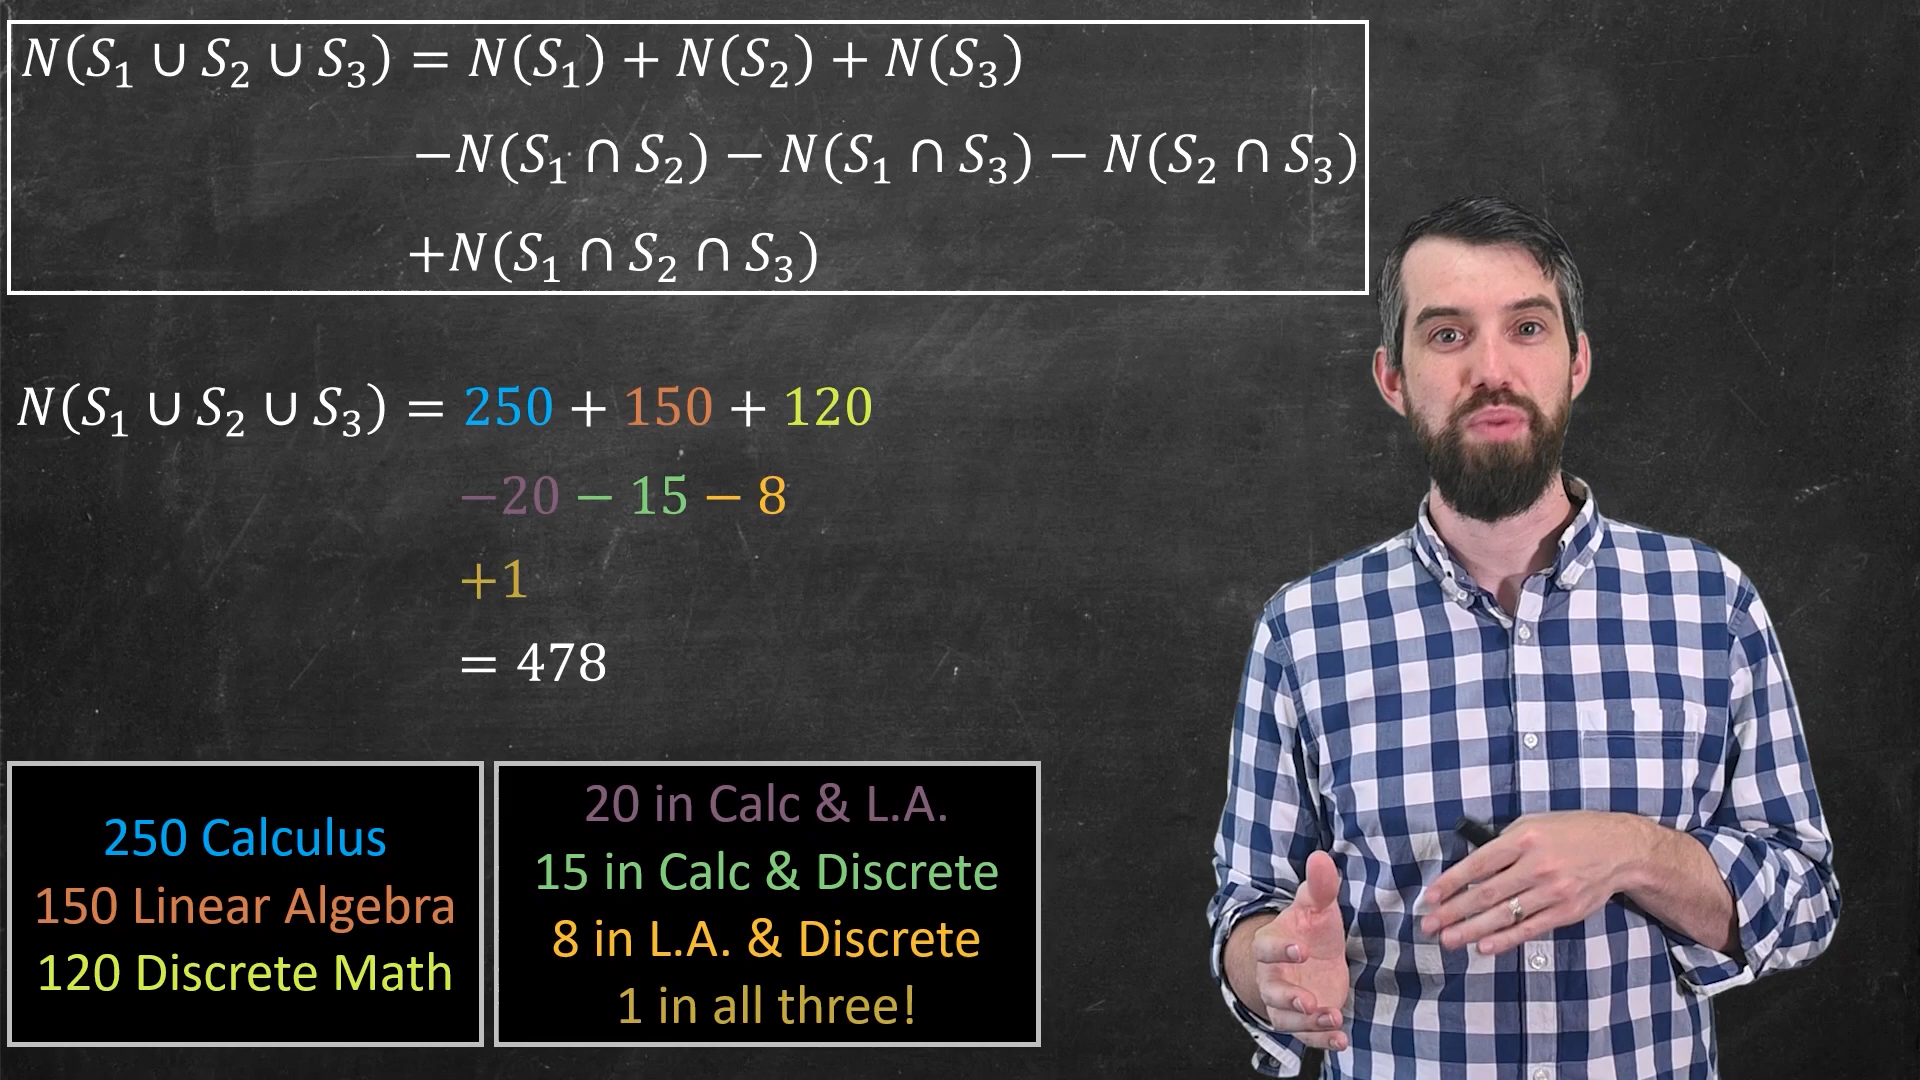 N(S₁ ∪ S₂ ∪ S₃) = N(S₁) + N(S₂) + N(S₃)
−N(S₁ ∩ S₂) − N(S₁ ∩ S₃) − N(S₂ ∩ S₃)
+N(S₁ ∩ S₂ ∩ S₃)
N(S₁ ∪ S₂ ∪ S₃) = 250 + 150 + 120
−20 − 15 − 8
+1
= 478
250 Calculus
150 Linear Algebra
120 Discrete Math
20 in Calc & L.A.
15 in Calc & Discrete
8 in L.A. & Discrete
1 in all three!